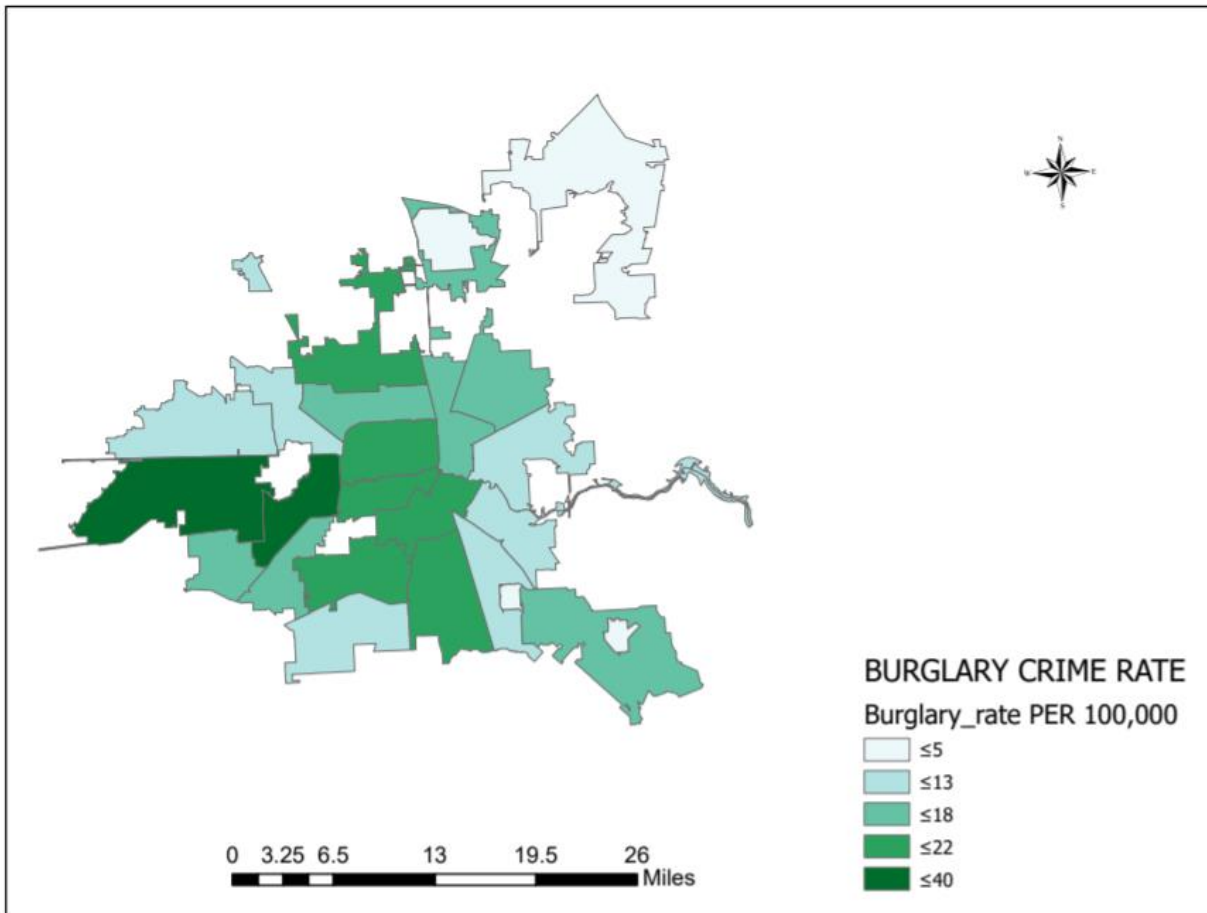 N
W E
S
BURGLARY CRIME RATE
Burglary_rate PER 100,000
≤5
≤13
≤18
≤22
≤40
0 3.25 6.5 13 19.5 26
Miles